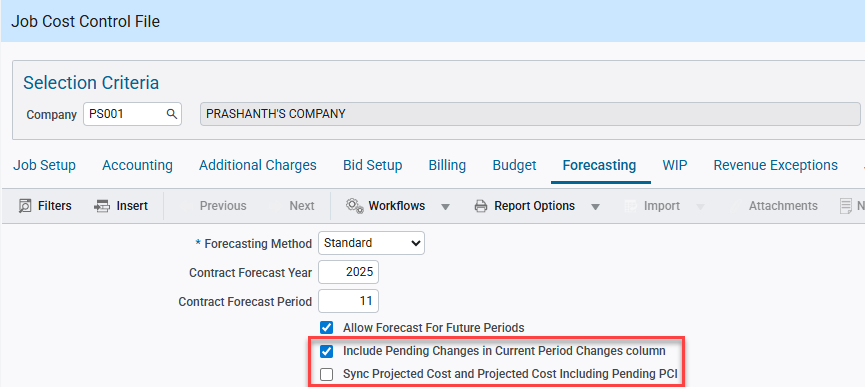 Job Cost Control File
Selection Criteria
Company PS001 PRASHANTH'S COMPANY
Job Setup Accounting Additional Charges Bid Setup Billing Budget Forecasting WIP Revenue Exceptions
Filters Insert Previous Next Workflows Report Options Import Attachments N
* Forecasting Method Standard
Contract Forecast Year 2025
Contract Forecast Period 11
Allow Forecast For Future Periods
Include Pending Changes in Current Period Changes column
Sync Projected Cost and Projected Cost Including Pending PCI